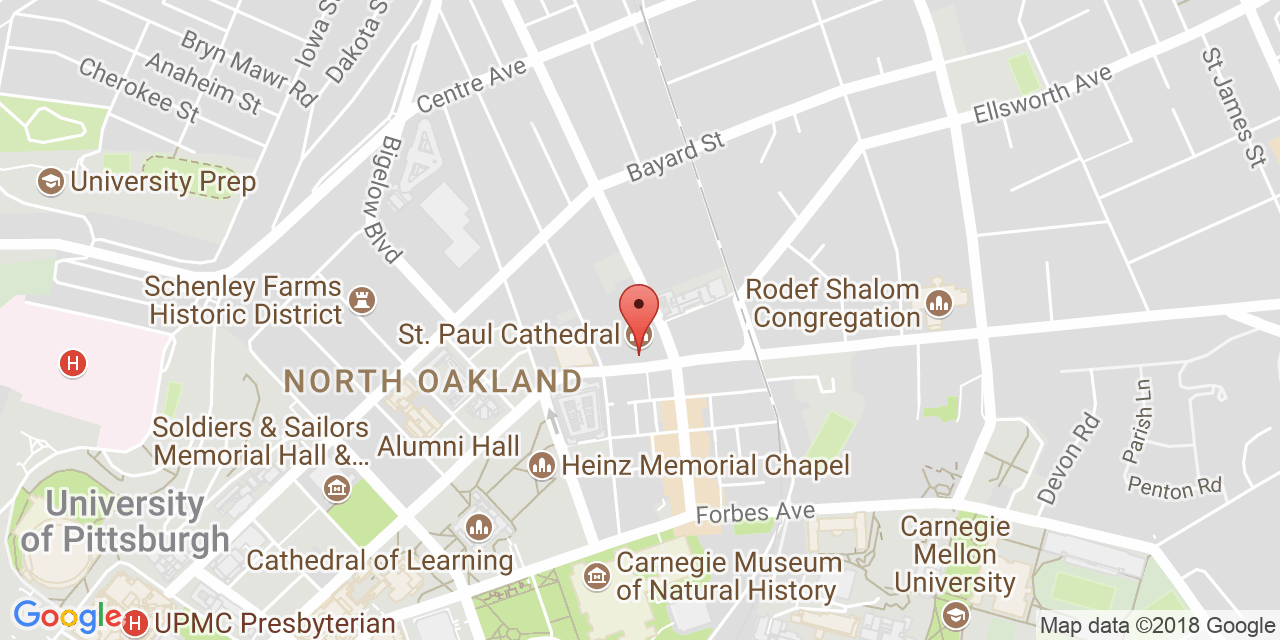 Iowa St
Dakota S
Bryn Mawr Rd
Anaheim St
Cherokee St
Centre Ave
Ellsworth Ave
St James St
Bayard St
Bigelow Blvd
University Prep
Schenley Farms
Historic District
Rodef Shalom
Congregation
St. Paul Cathedral
H
NORTH OAKLAND
Soldiers & Sailors
Memorial Hall &...
Alumni Hall
Heinz Memorial Chapel
Parish Ln
Devon Rd
Penton Rd
University
of Pittsburgh
Forbes Ave
Carnegie
Mellon
University
Cathedral of Learning
Carnegie Museum
of Natural History
Google
H
UPMC Presbyterian
Map data ©2018 Google